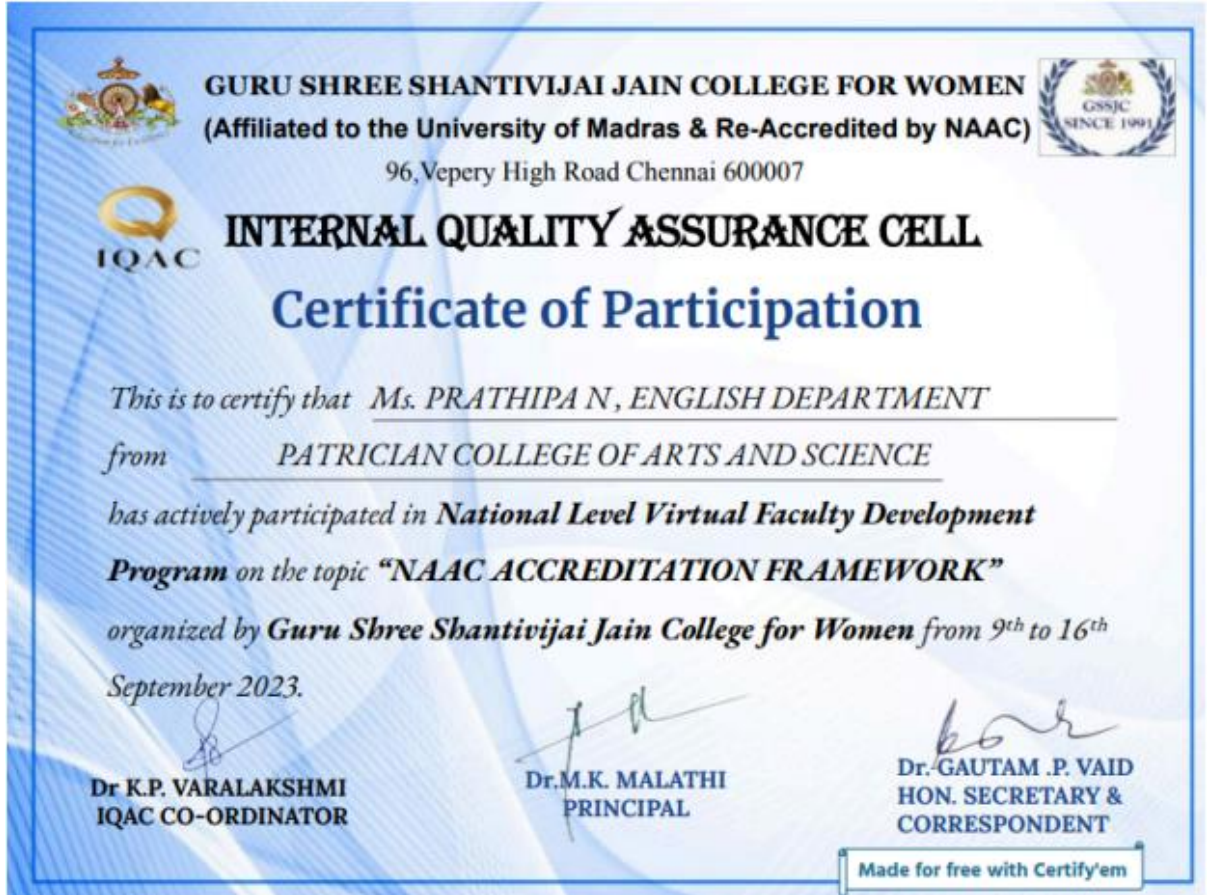 GURU SHREE SHANTIVIJAI JAIN COLLEGE FOR WOMEN
(Affiliated to the University of Madras & Re-Accredited by NAAC)
GSSJC
SINCE 1991
96,Vepery High Road Chennai 600007
IQAC
INTERNAL QUALITY ASSURANCE CELL
Certificate of Participation
This is to certify that Ms. PRATHIPA N , ENGLISH DEPARTMENT
from PATRICIAN COLLEGE OF ARTS AND SCIENCE
has actively participated in National Level Virtual Faculty Development
Program on the topic “NAAC ACCREDITATION FRAMEWORK”
organized by Guru Shree Shantivijai Jain College for Women from 9th to 16th
September 2023.
Dr K.P. VARALAKSHMI
IQAC CO-ORDINATOR
Dr.M.K. MALATHI
PRINCIPAL
Dr. GAUTAM .P. VAID
HON. SECRETARY &
CORRESPONDENT
Made for free with Certify'em